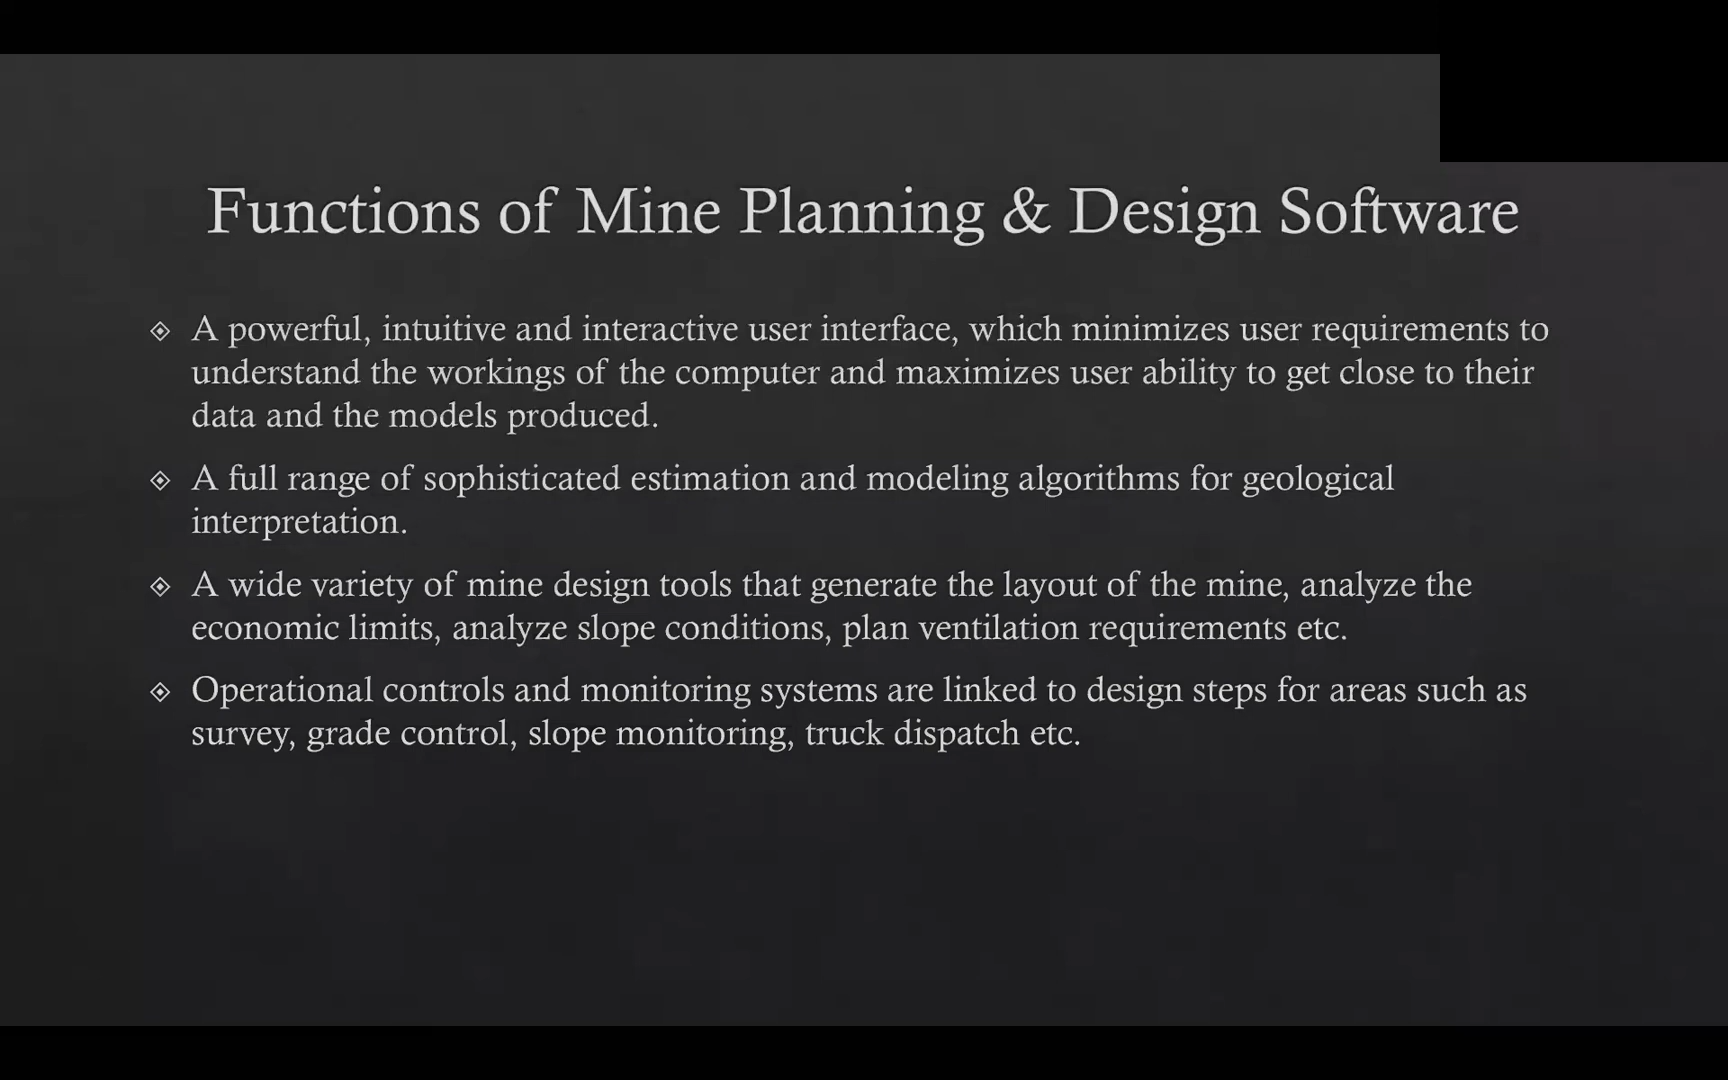 Functions of Mine Planning & Design Software
A powerful, intuitive and interactive user interface, which minimizes user requirements to
understand the workings of the computer and maximizes user ability to get close to their
data and the models produced.
A full range of sophisticated estimation and modeling algorithms for geological
interpretation.
A wide variety of mine design tools that generate the layout of the mine, analyze the
economic limits, analyze slope conditions, plan ventilation requirements etc.
Operational controls and monitoring systems are linked to design steps for areas such as
survey, grade control, slope monitoring, truck dispatch etc.